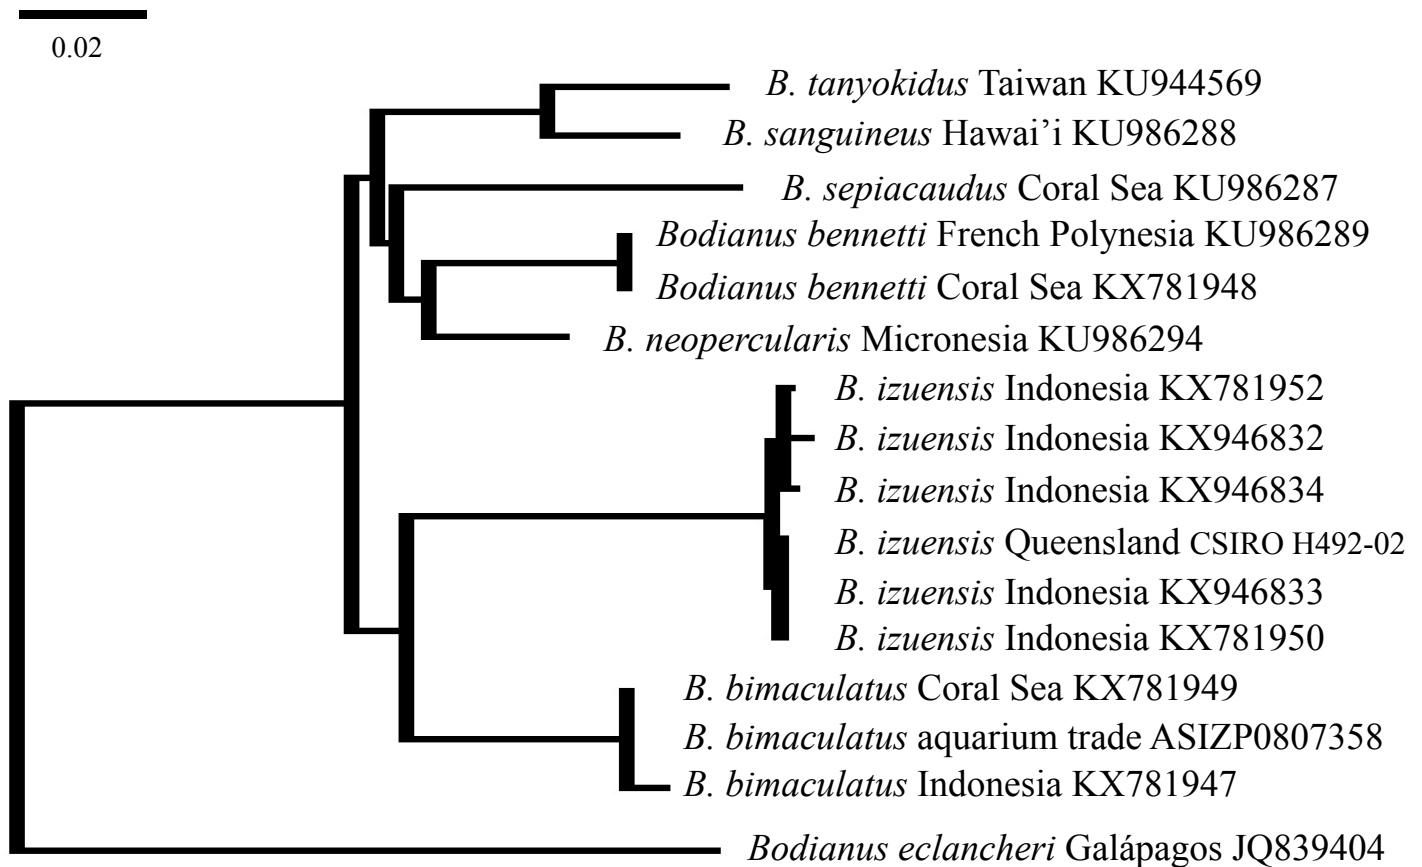 0.02
B. tanyokidus Taiwan KU944569
B. sanguineus Hawai’i KU986288
B. sepiacaudus Coral Sea KU986287
Bodianus bennetti French Polynesia KU986289
Bodianus bennetti Coral Sea KX781948
B. neopercularis Micronesia KU986294
B. izuensis Indonesia KX781952
B. izuensis Indonesia KX946832
B. izuensis Indonesia KX946834
B. izuensis Queensland CSIRO H492-02
B. izuensis Indonesia KX946833
B. izuensis Indonesia KX781950
B. bimaculatus Coral Sea KX781949
B. bimaculatus aquarium trade ASIZP0807358
B. bimaculatus Indonesia KX781947
Bodianus eclancheri Galápagos JQ839404